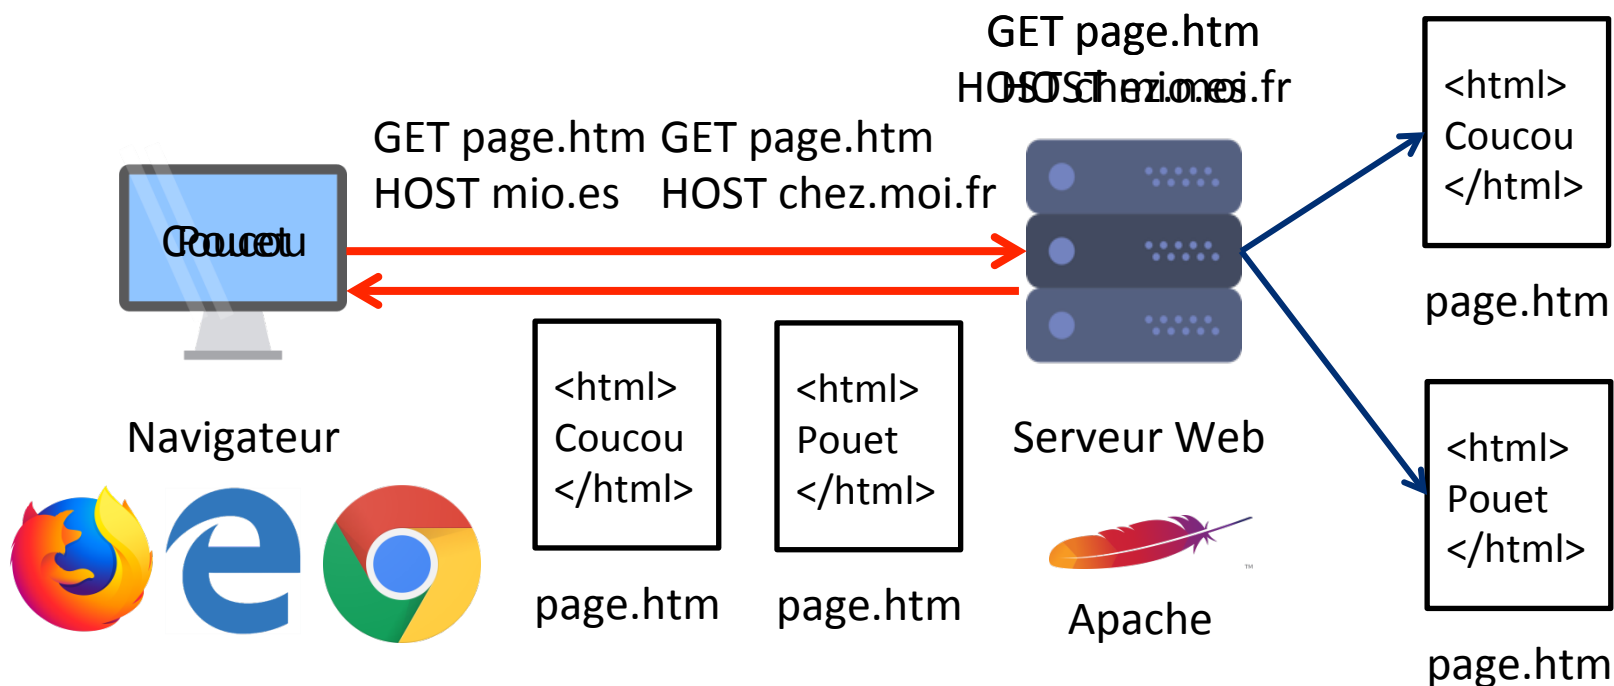 GET page.htm
GET page.htm
HOST mio.es
GET page.htm
HOST chez.moi.fr
<html>
Coucou
</html>
page.htm
Navigateur
<html>
Coucou
</html>
page.htm
<html>
Pouet
</html>
page.htm
Serveur Web
TM
Apache
<html>
Pouet
</html>
page.htm